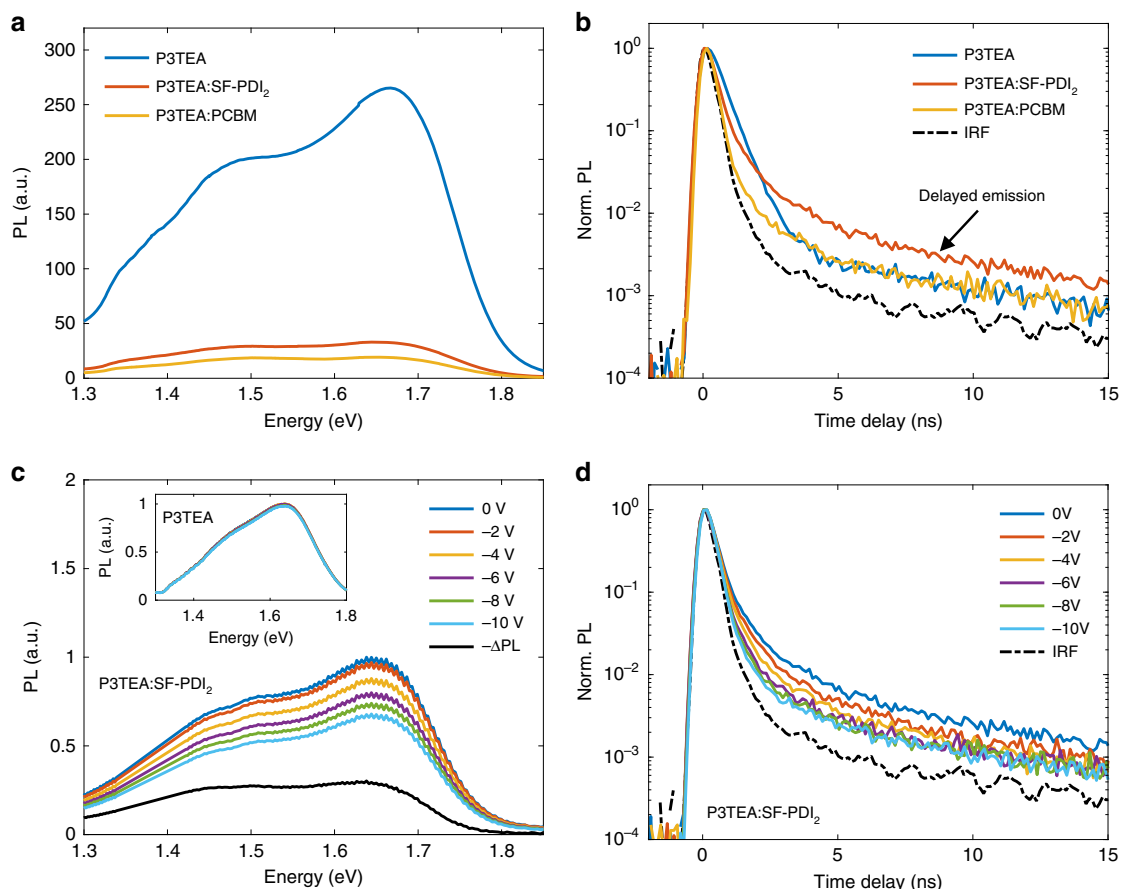 a
300
250
200
150
100
50
0
PL (a.u.)
P3TEA
P3TEA:SF-PDI₂
P3TEA:PCBM
1.3 1.4 1.5 1.6 1.7 1.8
Energy (eV)
b
10⁰
10⁻¹
10⁻²
10⁻³
10⁻⁴
Norm. PL
P3TEA
P3TEA:SF-PDI₂
P3TEA:PCBM
IRF
Delayed emission
0 5 10 15
Time delay (ns)
c
2
1.5
1
0.5
0
PL (a.u.)
P3TEA
1
0.5
0
PL (a.u.)
1.4 1.6 1.8
Energy (eV)
0 V
−2 V
−4 V
−6 V
−8 V
−10 V
−ΔPL
P3TEA:SF-PDI₂
1.3 1.4 1.5 1.6 1.7 1.8
Energy (eV)
d
10⁰
10⁻¹
10⁻²
10⁻³
10⁻⁴
Norm. PL
0V
−2V
−4V
−6V
−8V
−10V
IRF
P3TEA:SF-PDI₂
0 5 10 15
Time delay (ns)